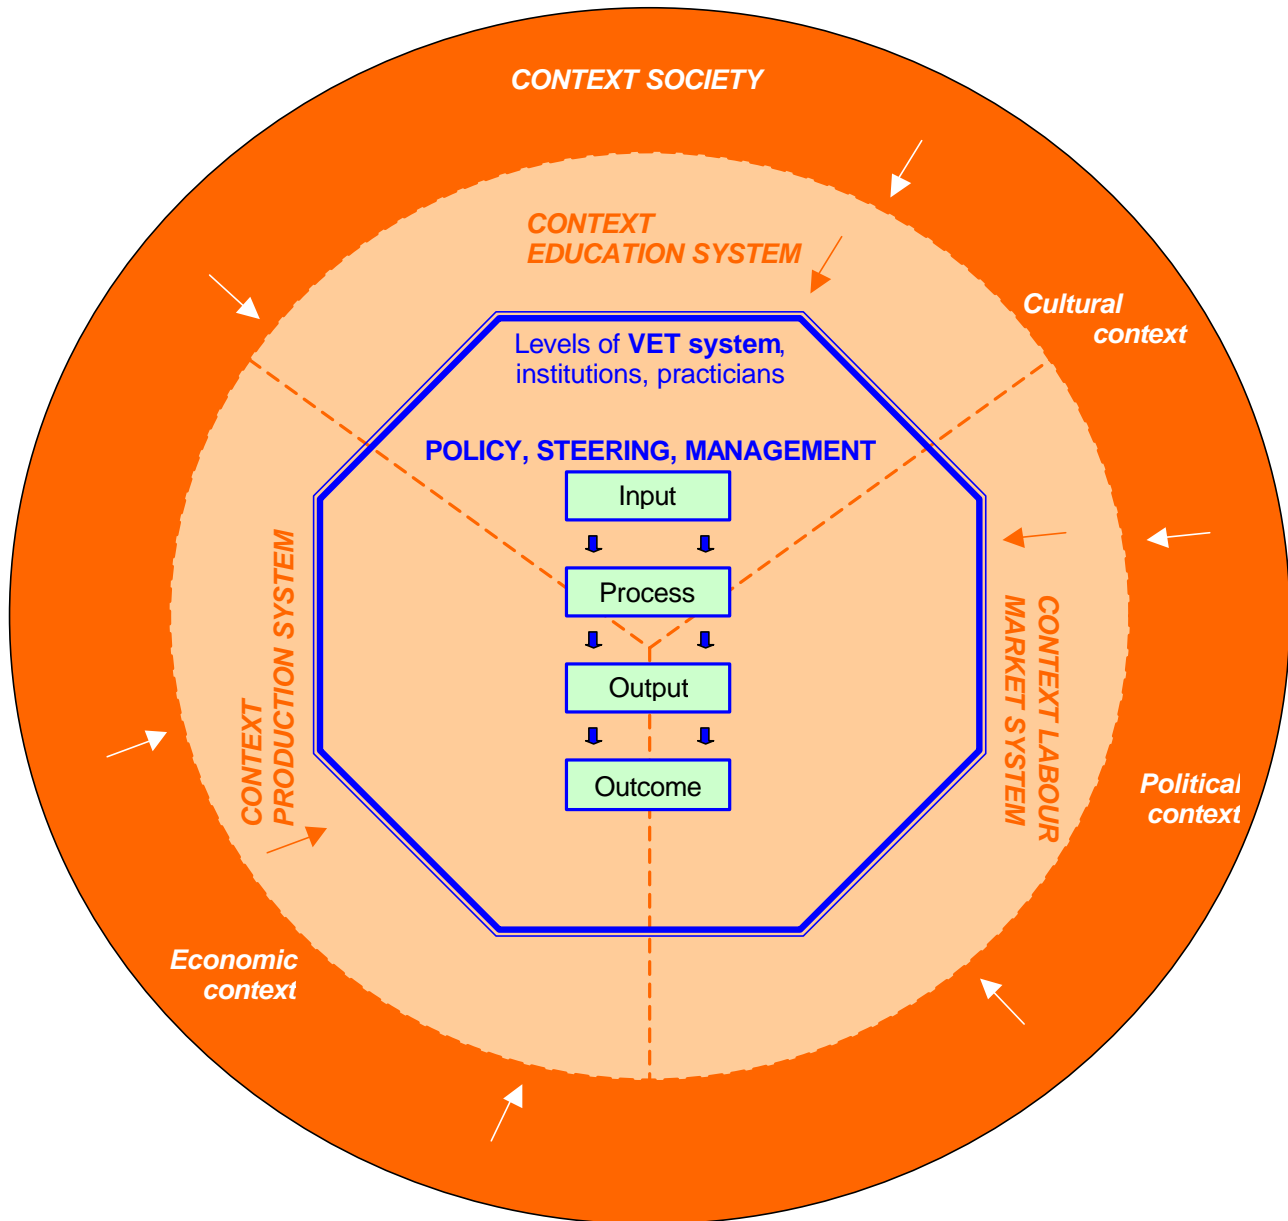 CONTEXT SOCIETY
CONTEXT
EDUCATION SYSTEM
Cultural
context
Levels of VET system,
institutions, practicians
POLICY, STEERING, MANAGEMENT
Input
Process
Output
Outcome
CONTEXT
PRODUCTION SYSTEM
CONTEXT LABOUR
MARKET SYSTEM
Political
context
Economic
context